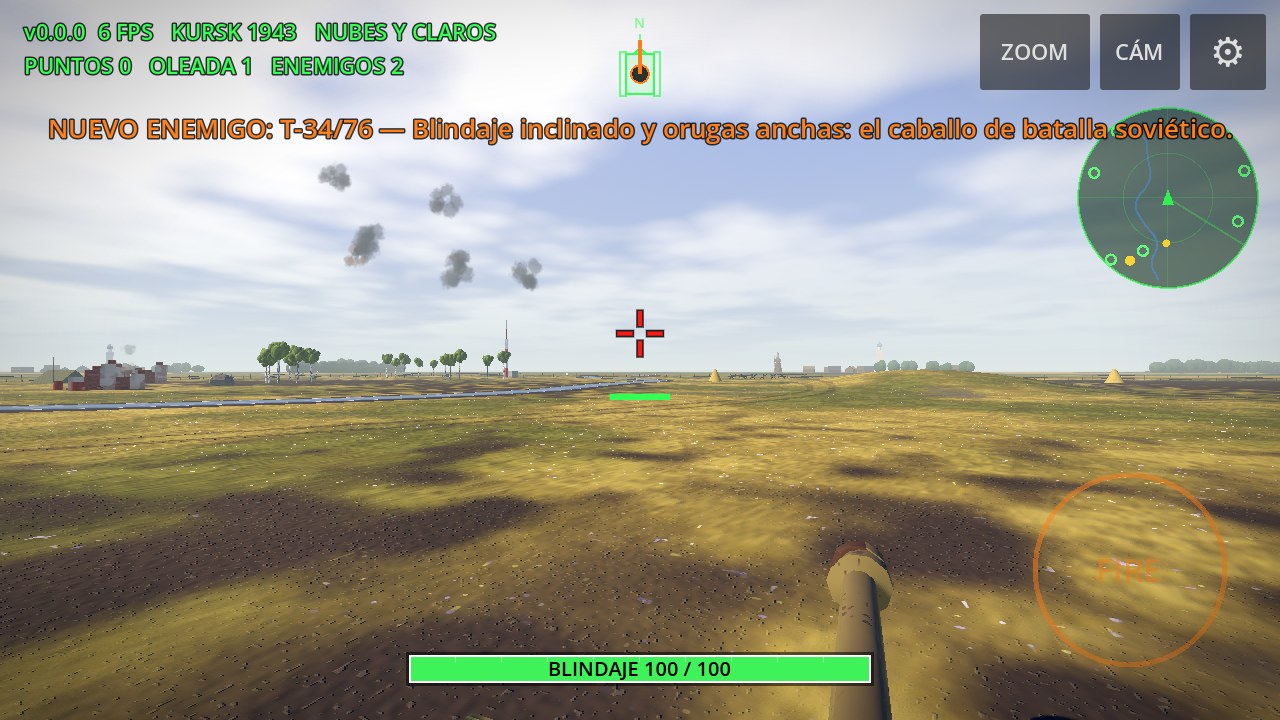 v0.0.0 6 FPS KURSK 1943 NUBES Y CLAROS
PUNTOS 0 OLEADA 1 ENEMIGOS 2
N
ZOOM
CÁM
NUEVO ENEMIGO: T-34/76 — Blindaje inclinado y orugas anchas: el caballo de batalla soviético.
FIRE
BLINDAJE 100 / 100